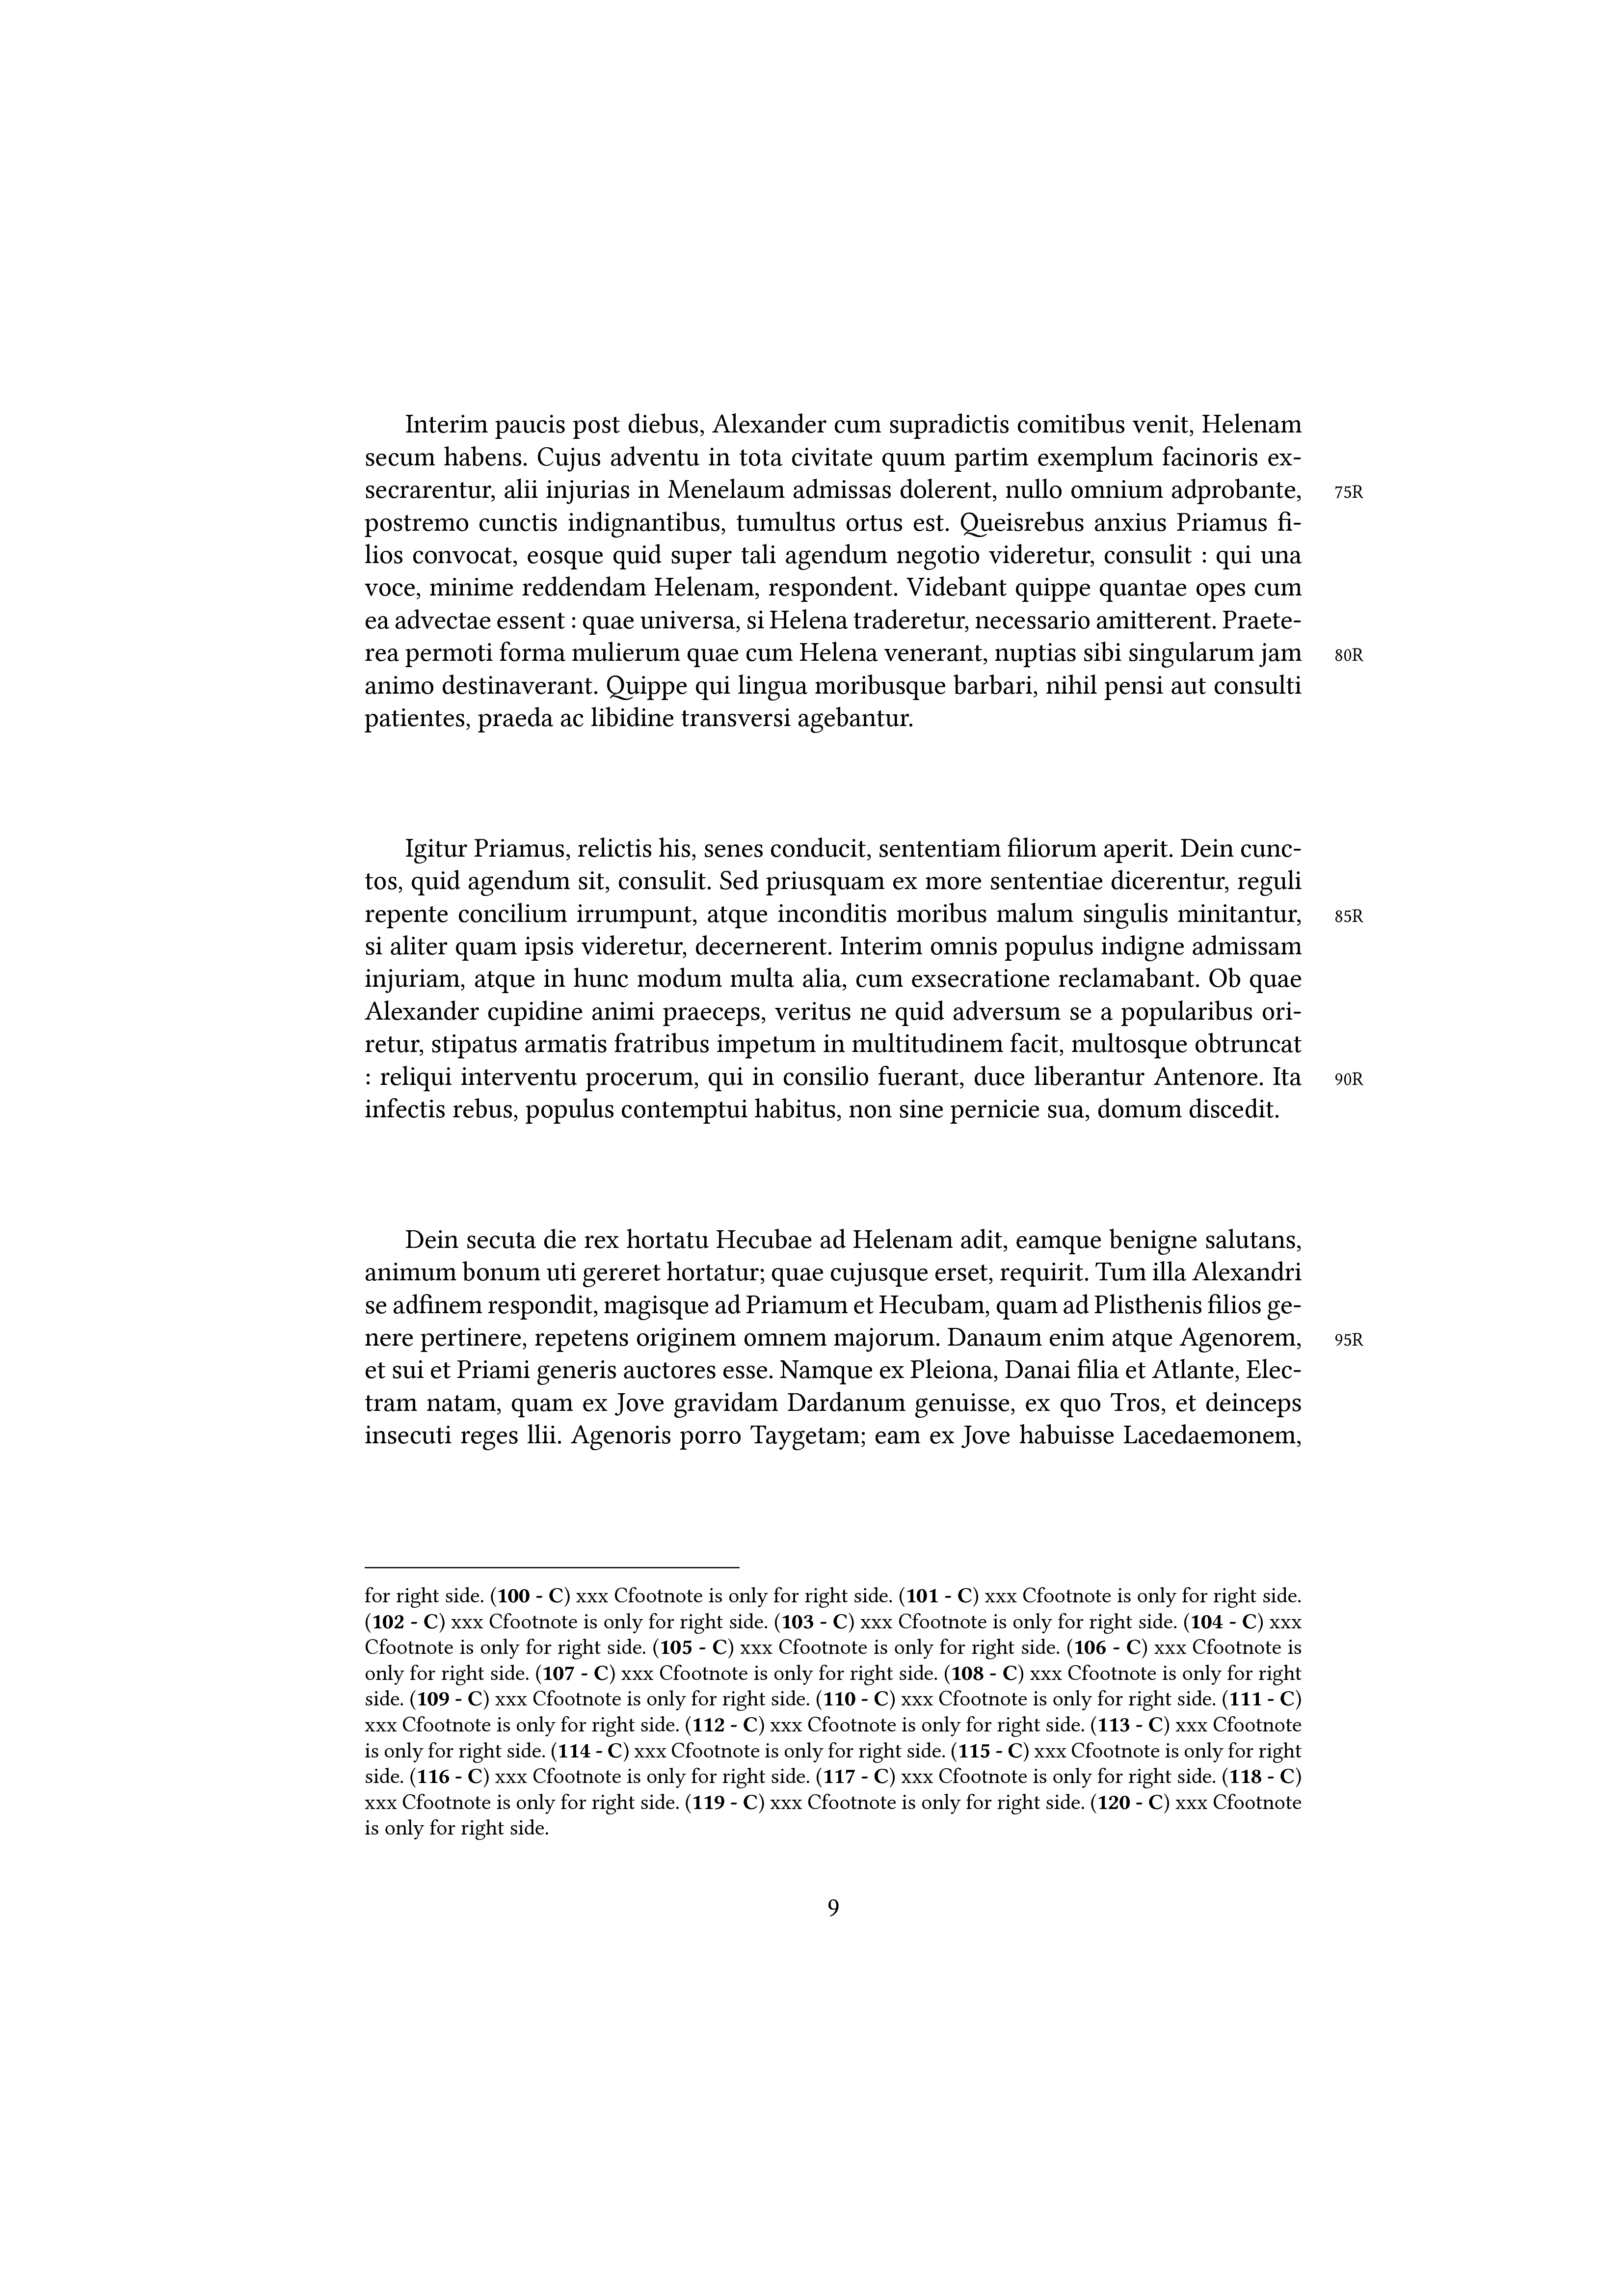 Interim paucis post diebus, Alexander cum supradictis comitibus venit, Helenam
secum habens. Cujus adventu in tota civitate quum partim exemplum facinoris ex-
secrarentur, alii injurias in Menelaum admissas dolerent, nullo omnium adprobante, 75R
postremo cunctis indignantibus, tumultus ortus est. Queisrebus anxius Priamus fi-
lios convocat, eosque quid super tali agendum negotio videretur, consulit : qui una
voce, minime reddendam Helenam, respondent. Videbant quippe quantae opes cum
ea advectae essent : quae universa, si Helena traderetur, necessario amitterent. Praete-
rea permoti forma mulierum quae cum Helena venerant, nuptias sibi singularum jam 80R
animo destinaverant. Quippe qui lingua moribusque barbari, nihil pensi aut consulti
patientes, praeda ac libidine transversi agebantur.
Igitur Priamus, relictis his, senes conducit, sententiam filiorum aperit. Dein cunc-
tos, quid agendum sit, consulit. Sed priusquam ex more sententiae dicerentur, reguli
repente concilium irrumpunt, atque inconditis moribus malum singulis minitantur, 85R
si aliter quam ipsis videretur, decernerent. Interim omnis populus indigne admissam
injuriam, atque in hunc modum multa alia, cum exsecratione reclamabant. Ob quae
Alexander cupidine animi praeceps, veritus ne quid adversum se a popularibus ori-
retur, stipatus armatis fratribus impetum in multitudinem facit, multosque obtruncat
: reliqui interventu procerum, qui in consilio fuerant, duce liberantur Antenore. Ita 90R
infectis rebus, populus contemptui habitus, non sine pernicie sua, domum discedit.
Dein secuta die rex hortatu Hecubae ad Helenam adit, eamque benigne salutans,
animum bonum uti gereret hortatur; quae cujusque erset, requirit. Tum illa Alexandri
se adfinem respondit, magisque ad Priamum et Hecubam, quam ad Plisthenis filios ge-
nere pertinere, repetens originem omnem majorum. Danaum enim atque Agenorem, 95R
et sui et Priami generis auctores esse. Namque ex Pleiona, Danai filia et Atlante, Elec-
tram natam, quam ex Jove gravidam Dardanum genuisse, ex quo Tros, et deinceps
insecuti reges llii. Agenoris porro Taygetam; eam ex Jove habuisse Lacedaemonem,
for right side. (100 - C) xxx Cfootnote is only for right side. (101 - C) xxx Cfootnote is only for right side.
(102 - C) xxx Cfootnote is only for right side. (103 - C) xxx Cfootnote is only for right side. (104 - C) xxx
Cfootnote is only for right side. (105 - C) xxx Cfootnote is only for right side. (106 - C) xxx Cfootnote is
only for right side. (107 - C) xxx Cfootnote is only for right side. (108 - C) xxx Cfootnote is only for right
side. (109 - C) xxx Cfootnote is only for right side. (110 - C) xxx Cfootnote is only for right side. (111 - C)
xxx Cfootnote is only for right side. (112 - C) xxx Cfootnote is only for right side. (113 - C) xxx Cfootnote
is only for right side. (114 - C) xxx Cfootnote is only for right side. (115 - C) xxx Cfootnote is only for right
side. (116 - C) xxx Cfootnote is only for right side. (117 - C) xxx Cfootnote is only for right side. (118 - C)
xxx Cfootnote is only for right side. (119 - C) xxx Cfootnote is only for right side. (120 - C) xxx Cfootnote
is only for right side.
9